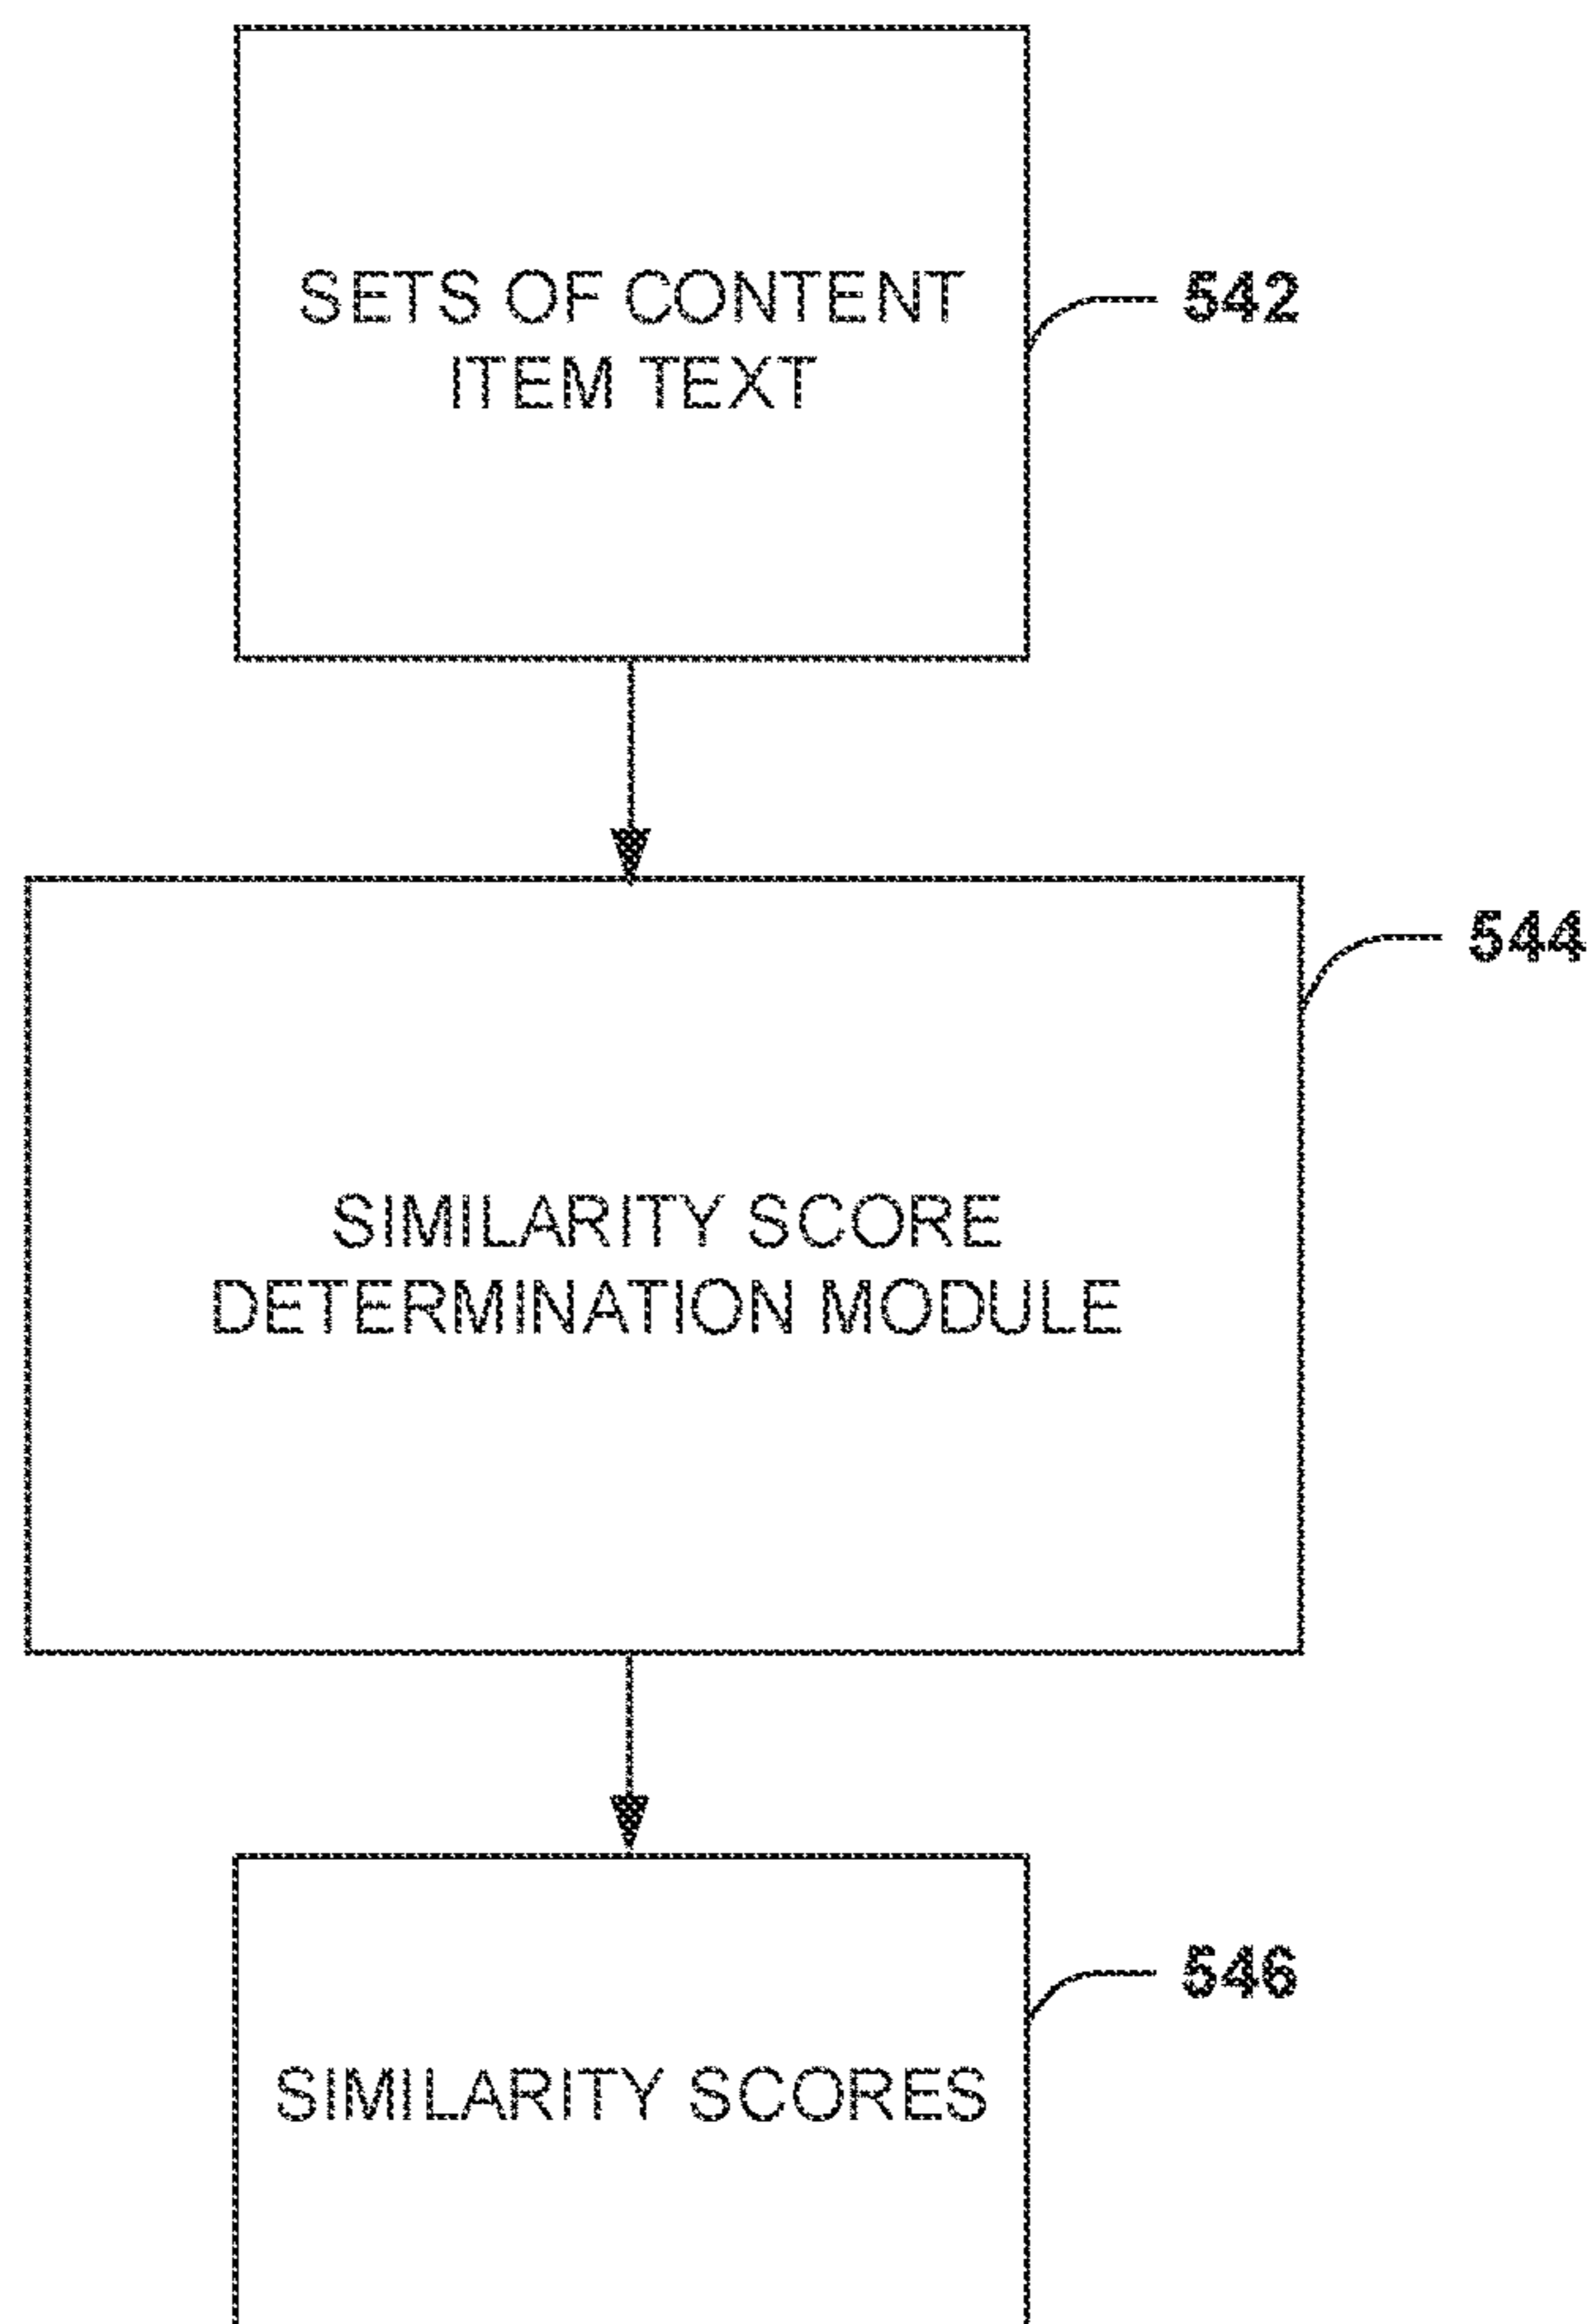 SETS OF CONTENT
ITEM TEXT
542
544
SIMILARITY SCORE
DETERMINATION MODULE
546
SIMILARITY SCORES